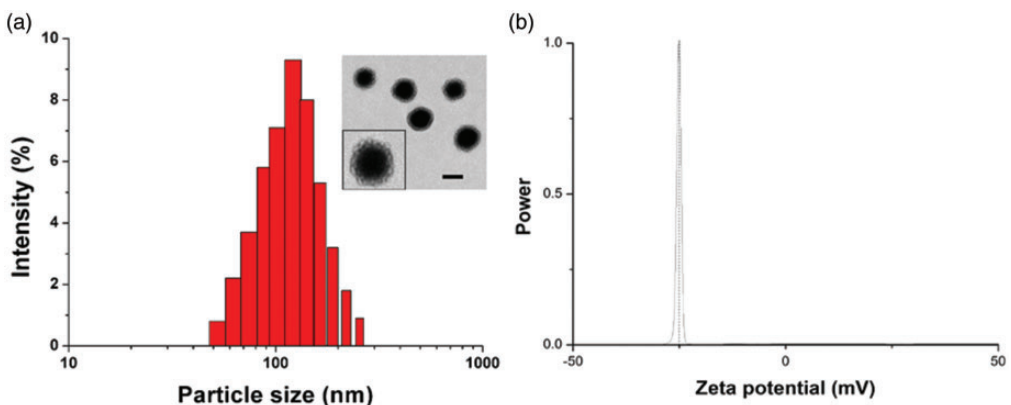 (a)
10
8
6
4
2
0
Intensity (%)
10 100 1000
Particle size (nm)
(b)
1.0
0.5
0.0
Power
-50 0 50
Zeta potential (mV)